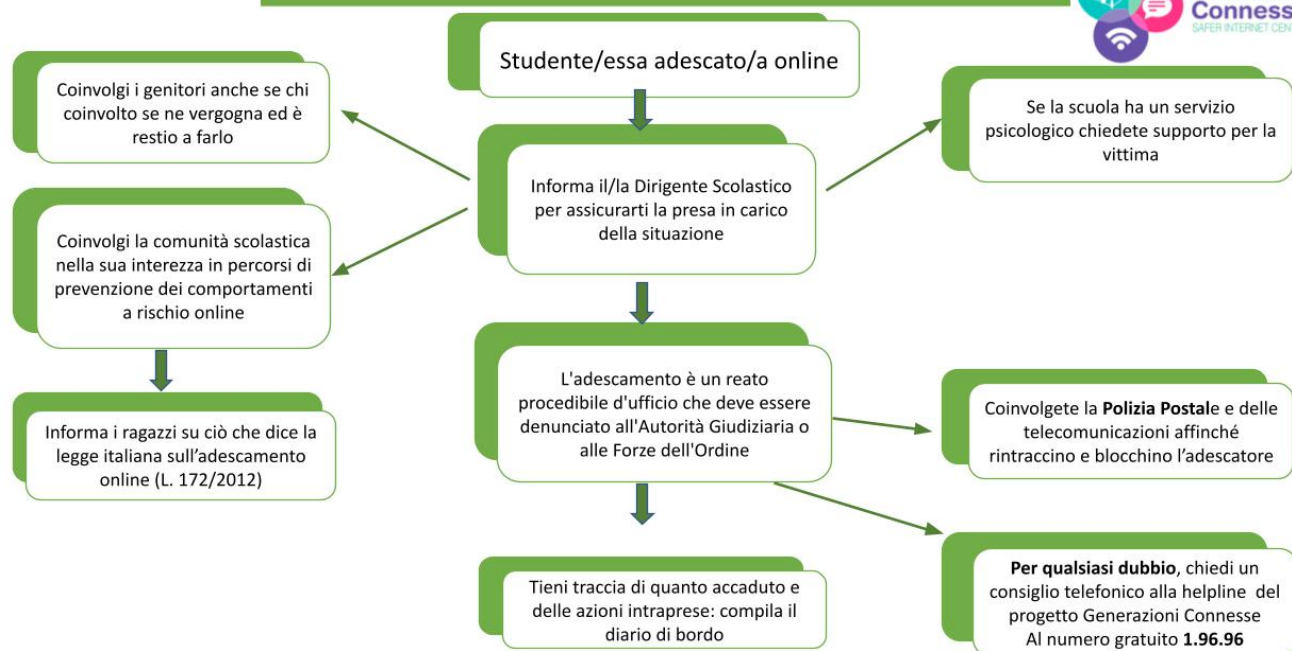 Conness
SAFER INTERNET CENT
Studente/essa adescato/a online
Coinvolgi i genitori anche se chi
coinvolto se ne vergogna ed è
restio a farlo
Informa il/la Dirigente Scolastico
per assicurarti la presa in carico
della situazione
Se la scuola ha un servizio
psicologico chiedete supporto per la
vittima
Coinvolgi la comunità scolastica
nella sua interezza in percorsi di
prevenzione dei comportamenti
a rischio online
Informa i ragazzi su ciò che dice la
legge italiana sull’adescamento
online (L. 172/2012)
L'adescamento è un reato
procedibile d'ufficio che deve essere
denunciato all'Autorità Giudiziaria o
alle Forze dell'Ordine
Coinvolgete la Polizia Postale e delle
telecomunicazioni affinché
rintraccino e blocchino l’adescatore
Tieni traccia di quanto accaduto e
delle azioni intraprese: compila il
diario di bordo
Per qualsiasi dubbio, chiedi un
consiglio telefonico alla helpline del
progetto Generazioni Connesse
Al numero gratuito 1.96.96